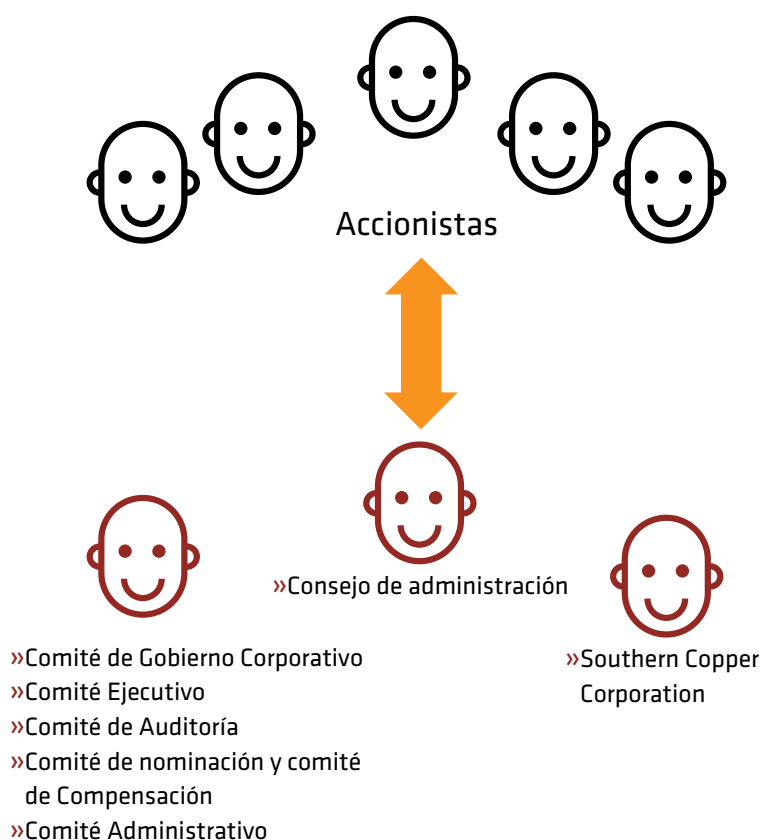 Accionistas
»Consejo de administración
»Comité de Gobierno Corporativo
»Comité Ejecutivo
»Comité de Auditoría
»Comité de nominación y comité
de Compensación
»Comité Administrativo
»Southern Copper
Corporation